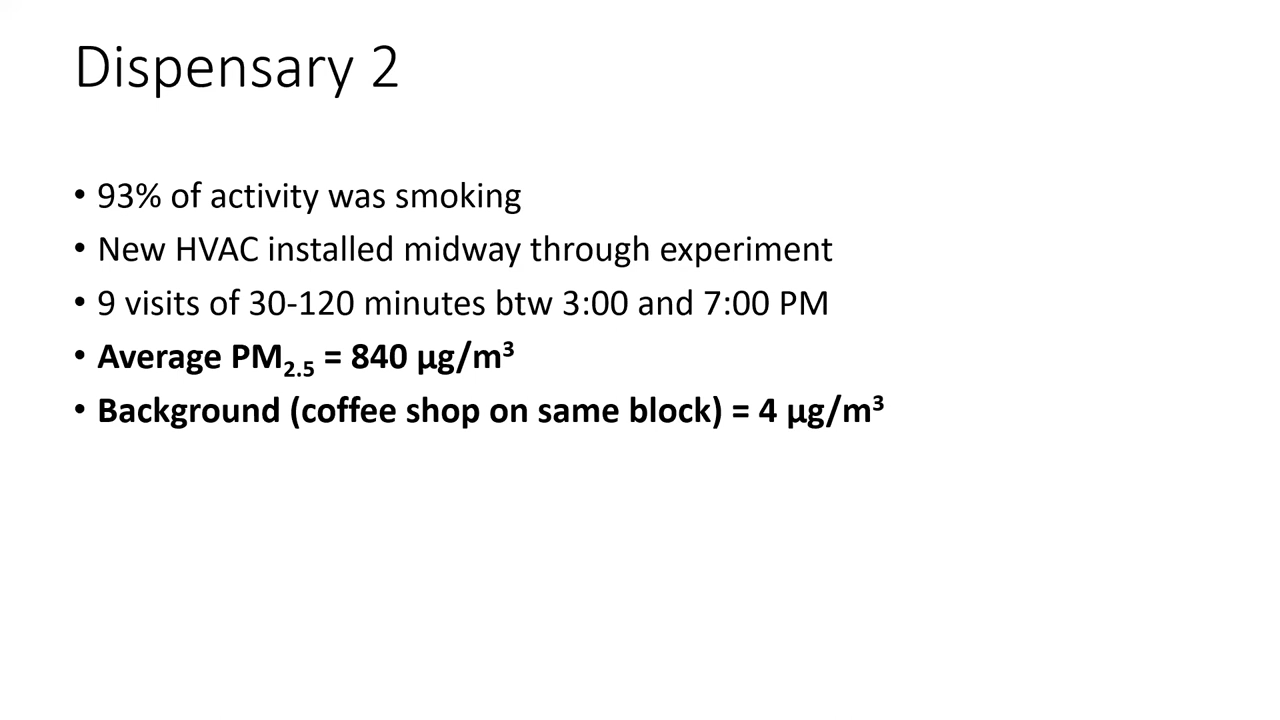 Dispensary 2
• 93% of activity was smoking
• New HVAC installed midway through experiment
• 9 visits of 30-120 minutes btw 3:00 and 7:00 PM
• Average PM₂.₅ = 840 µg/m³
• Background (coffee shop on same block) = 4 µg/m³